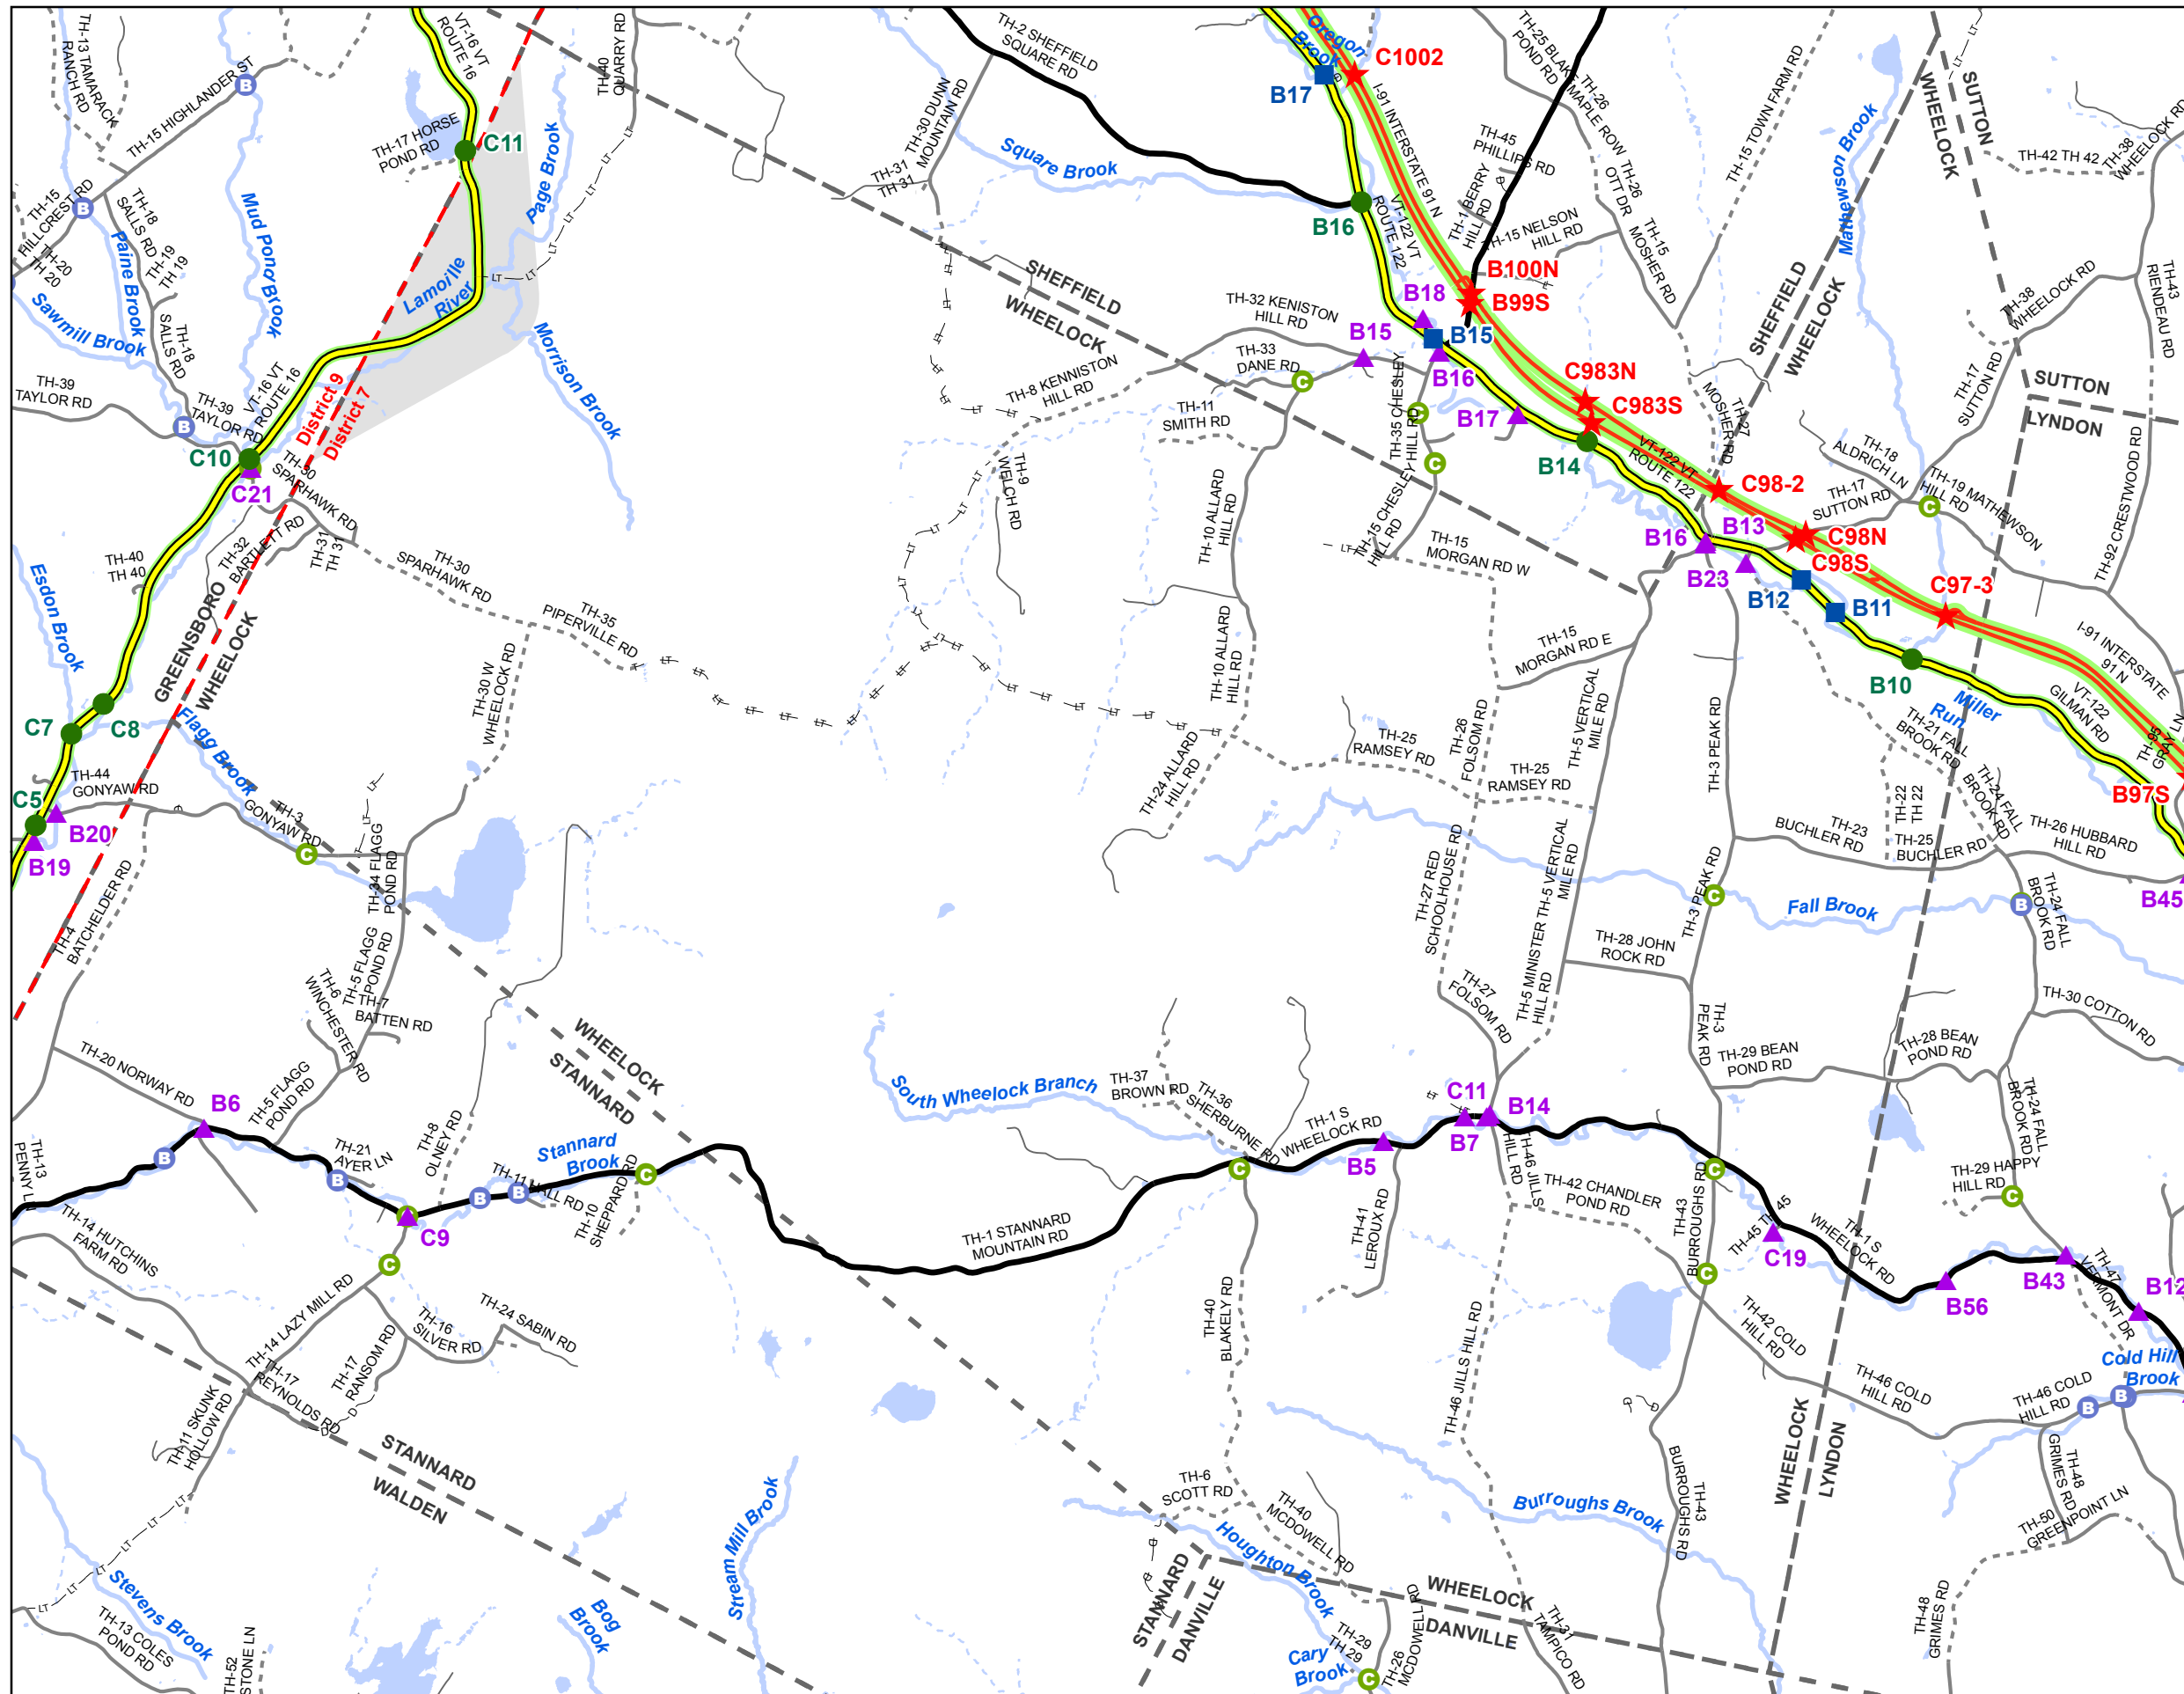 TH-13 TAMARACK
RANCH RD
TH-15 HIGHLANDER ST
B
VT-16 VT
ROUTE 16
TH-40
QUARRY RD
TH-17 HORSE
POND RD
C11
Page Brook
TH-15
HILLCREST RD
B
TH-20
TH 20
TH-18
SALLS RD
TH-19
TH 19
Paine Brook
Mud Pond Brook
Sawmill Brook
TH-18
SALLS RD
Lamoille
River
LT
Morrison Brook
TH-39
TAYLOR RD
TH-39
TAYLOR RD
B
VT-16 VT
ROUTE 16
District 9
District 7
C10
C21
TH-30
SPARHAWK RD
TH-32
BARTLETT RD
TH-31
TH 31
TH-40
TH 40
TH-30
SPARHAWK RD
TH-35
PIPERVILLE RD
Esdon Brook
GREENSBORO
WHEELOCK
TH-30 W
WHEELOCK RD
C7
C8
Flagg Brook
TH-44
GONYAW RD
C5
B20
B19
TH-3
GONYAW RD
C
TH-34 FLAGG
POND RD
TH-4
BATCHELDER RD
TH-5 FLAGG
POND RD
TH-6
WINCHESTER RD
TH-7
BATTEN RD
TH-2 SHEFFIELD
SQUARE RD
TH-30 DUNN
MOUNTAIN RD
TH-31
TH 31
Square Brook
Oregon
Brook
C1002
B17
I-91 INTERSTATE 91 N
B16
VT-122 VT
ROUTE 122
TH-25 BLAKE
POND RD
TH-26
MAPLE ROW
TH-45
PHILLIPS RD
TH-26
OTT DR
TH-1 BERRY
HILL RD
TH-15 NELSON
HILL RD
TH-15
MOSHER RD
TH-15 TOWN FARM RD
Mathewson Brook
WHEELOCK
SUTTON
TH-42 TH 42
TH-38
WHEELOCK RD
TH-43
RENDEAU RD
TH-38
WHEELOCK RD
B100N
B99S
SHEFFIELD
WHEELOCK
SHEFFIELD
WHEELOCK
TH-32 KENISTON
HILL RD
B18
B15
B15
B16
TH-33
DANE RD
C
TH-8 KENNISTON
HILL RD
TH-11
SMITH RD
TH-35 CHESLEY
HILL RD
C
C
B17
C983N
C983S
B14
VT-122 VT
ROUTE 122
TH-27
MOSHER RD
C98-2
TH-17
SUTTON RD
SUTTON
LYNDON
TH-18
ALDRICH LN
TH-17
SUTTON RD
C
TH-19 MATHEWSON
HILL RD
TH-92 CRESTWOOD RD
TH-9
WELCH RD
TH-10 ALLARD
HILL RD
TH-15 CHESLEY
HILL RD
TH-15
MORGAN RD W
B16
B13
B23
C98N
C98S
B12
B11
C97-3
TH-10 ALLARD
HILL RD
TH-15
MORGAN RD E
TH-5 VERTICAL
MILE RD
B10
I-91 INTERSTATE
91 N
Miller
Run
VT-122
GILMAN RD
TH-95
GRAY LN
B97S
TH-24 ALLARD
HILL RD
TH-25
RAMSEY RD
TH-26
FOLSOM RD
TH-25
RAMSEY RD
TH-3 PEAK RD
TH-21 FALL
BROOK RD
TH-24 FALL
BROOK RD
TH-22
TH 22
TH-23
BUCHLER RD
TH-25
BUCHLER RD
TH-26 HUBBARD
HILL RD
B45
TH-27 RED
SCHOOLHOUSE RD
TH-5 VERTICAL
MILE RD
TH-5 MINISTER
HILL RD
TH-3 PEAK RD
C
Fall Brook
B
TH-24 FALL
BROOK RD
TH-28 JOHN
ROCK RD
TH-27
FOLSOM RD
TH-3
PEAK RD
TH-30 COTTON RD
TH-28 BEAN
POND RD
TH-29 BEAN
POND RD
TH-24 FALL
BROOK RD
TH-20 NORWAY RD
B6
TH-5 FLAGG
POND RD
B
TH-13
PENNY LN
TH-21
AYER LN
B
TH-8
OLNEY RD
WHEELOCK
STANNARD
Stannard
Brook
B
B
TH-11 HALL RD
TH-10
SHEPPARD RD
C
C9
C
TH-14 HUTCHINS
FARM RD
TH-14 LAZY MILL RD
TH-16
SILVER RD
TH-24 SABIN RD
TH-17
RANSOM RD
TH-17
REYNOLDS RD
TH-11 SKUNK
HOLLOW RD
STANNARD
WALDEN
South Wheelock Branch
TH-37
BROWN RD
TH-36
SHERBURNE RD
C
TH-1 S
WHEELOCK RD
B5
C11
B7
B14
TH-1 STANNARD
MOUNTAIN RD
TH-41
LEROUX RD
TH-46 JILLS
HILL RD
TH-42 CHANDLER
POND RD
TH-43
BURROUGHS RD
C
C
TH-45 TH 45
C19
TH-1 S
WHEELOCK RD
TH-29 HAPPY
HILL RD
C
B43
B56
TH-47
VERMONT DR
B12
TH-40
BLAKELY RD
TH-46 JILLS HILL RD
TH-42 COLD
HILL RD
Cold Hill
Brook
TH-46 COLD
HILL RD
TH-46 COLD
HILL RD
B
B
WHEELOCK
LYNDON
TH-43
BURROUGHS RD
TH-48
GRIMES RD
TH-50
GREENPOINT LN
TH-48
GRIMES RD
Burroughs Brook
TH-6
SCOTT RD
TH-40
MCDOWELL RD
Houghton Brook
STANNARD
DANVILLE
WHEELOCK
DANVILLE
TH-31
TAMPICO RD
TH-29
TH 29
Cary
Brook
C
TH-26
MCDOWELL RD
Stream Mill Brook
Bog
Brook
Stevens Brook
TH-13 COLES
POND RD
TH-52
STONE LN